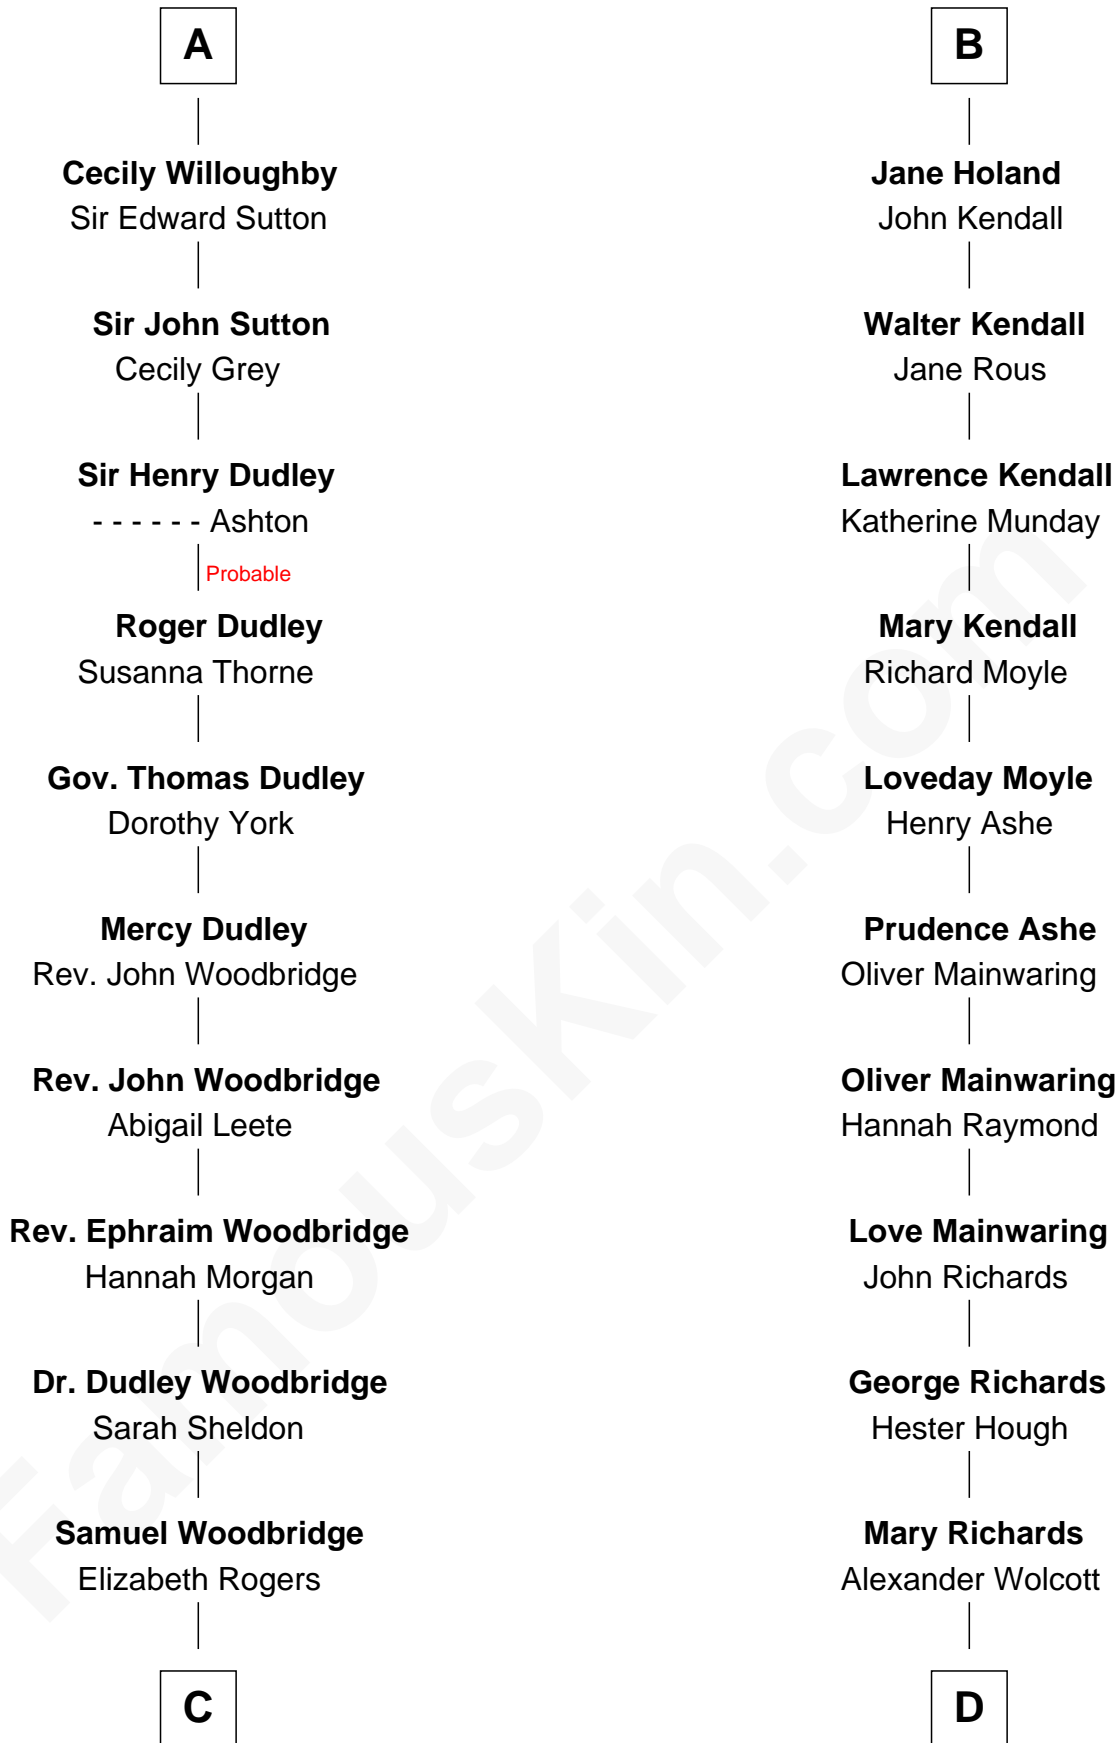 A
Cecily Willoughby
Sir Edward Sutton
Sir John Sutton
Cecily Grey
Sir Henry Dudley
- - - - - - Ashton
Probable
Roger Dudley
Susanna Thorne
Gov. Thomas Dudley
Dorothy York
Mercy Dudley
Rev. John Woodbridge
Rev. John Woodbridge
Abigail Leete
Rev. Ephraim Woodbridge
Hannah Morgan
Dr. Dudley Woodbridge
Sarah Sheldon
Samuel Woodbridge
Elizabeth Rogers
C
B
Jane Holand
John Kendall
Walter Kendall
Jane Rous
Lawrence Kendall
Katherine Munday
Mary Kendall
Richard Moyle
Loveday Moyle
Henry Ashe
Prudence Ashe
Oliver Mainwaring
Oliver Mainwaring
Hannah Raymond
Love Mainwaring
John Richards
George Richards
Hester Hough
Mary Richards
Alexander Wolcott
D
FamousKin.com